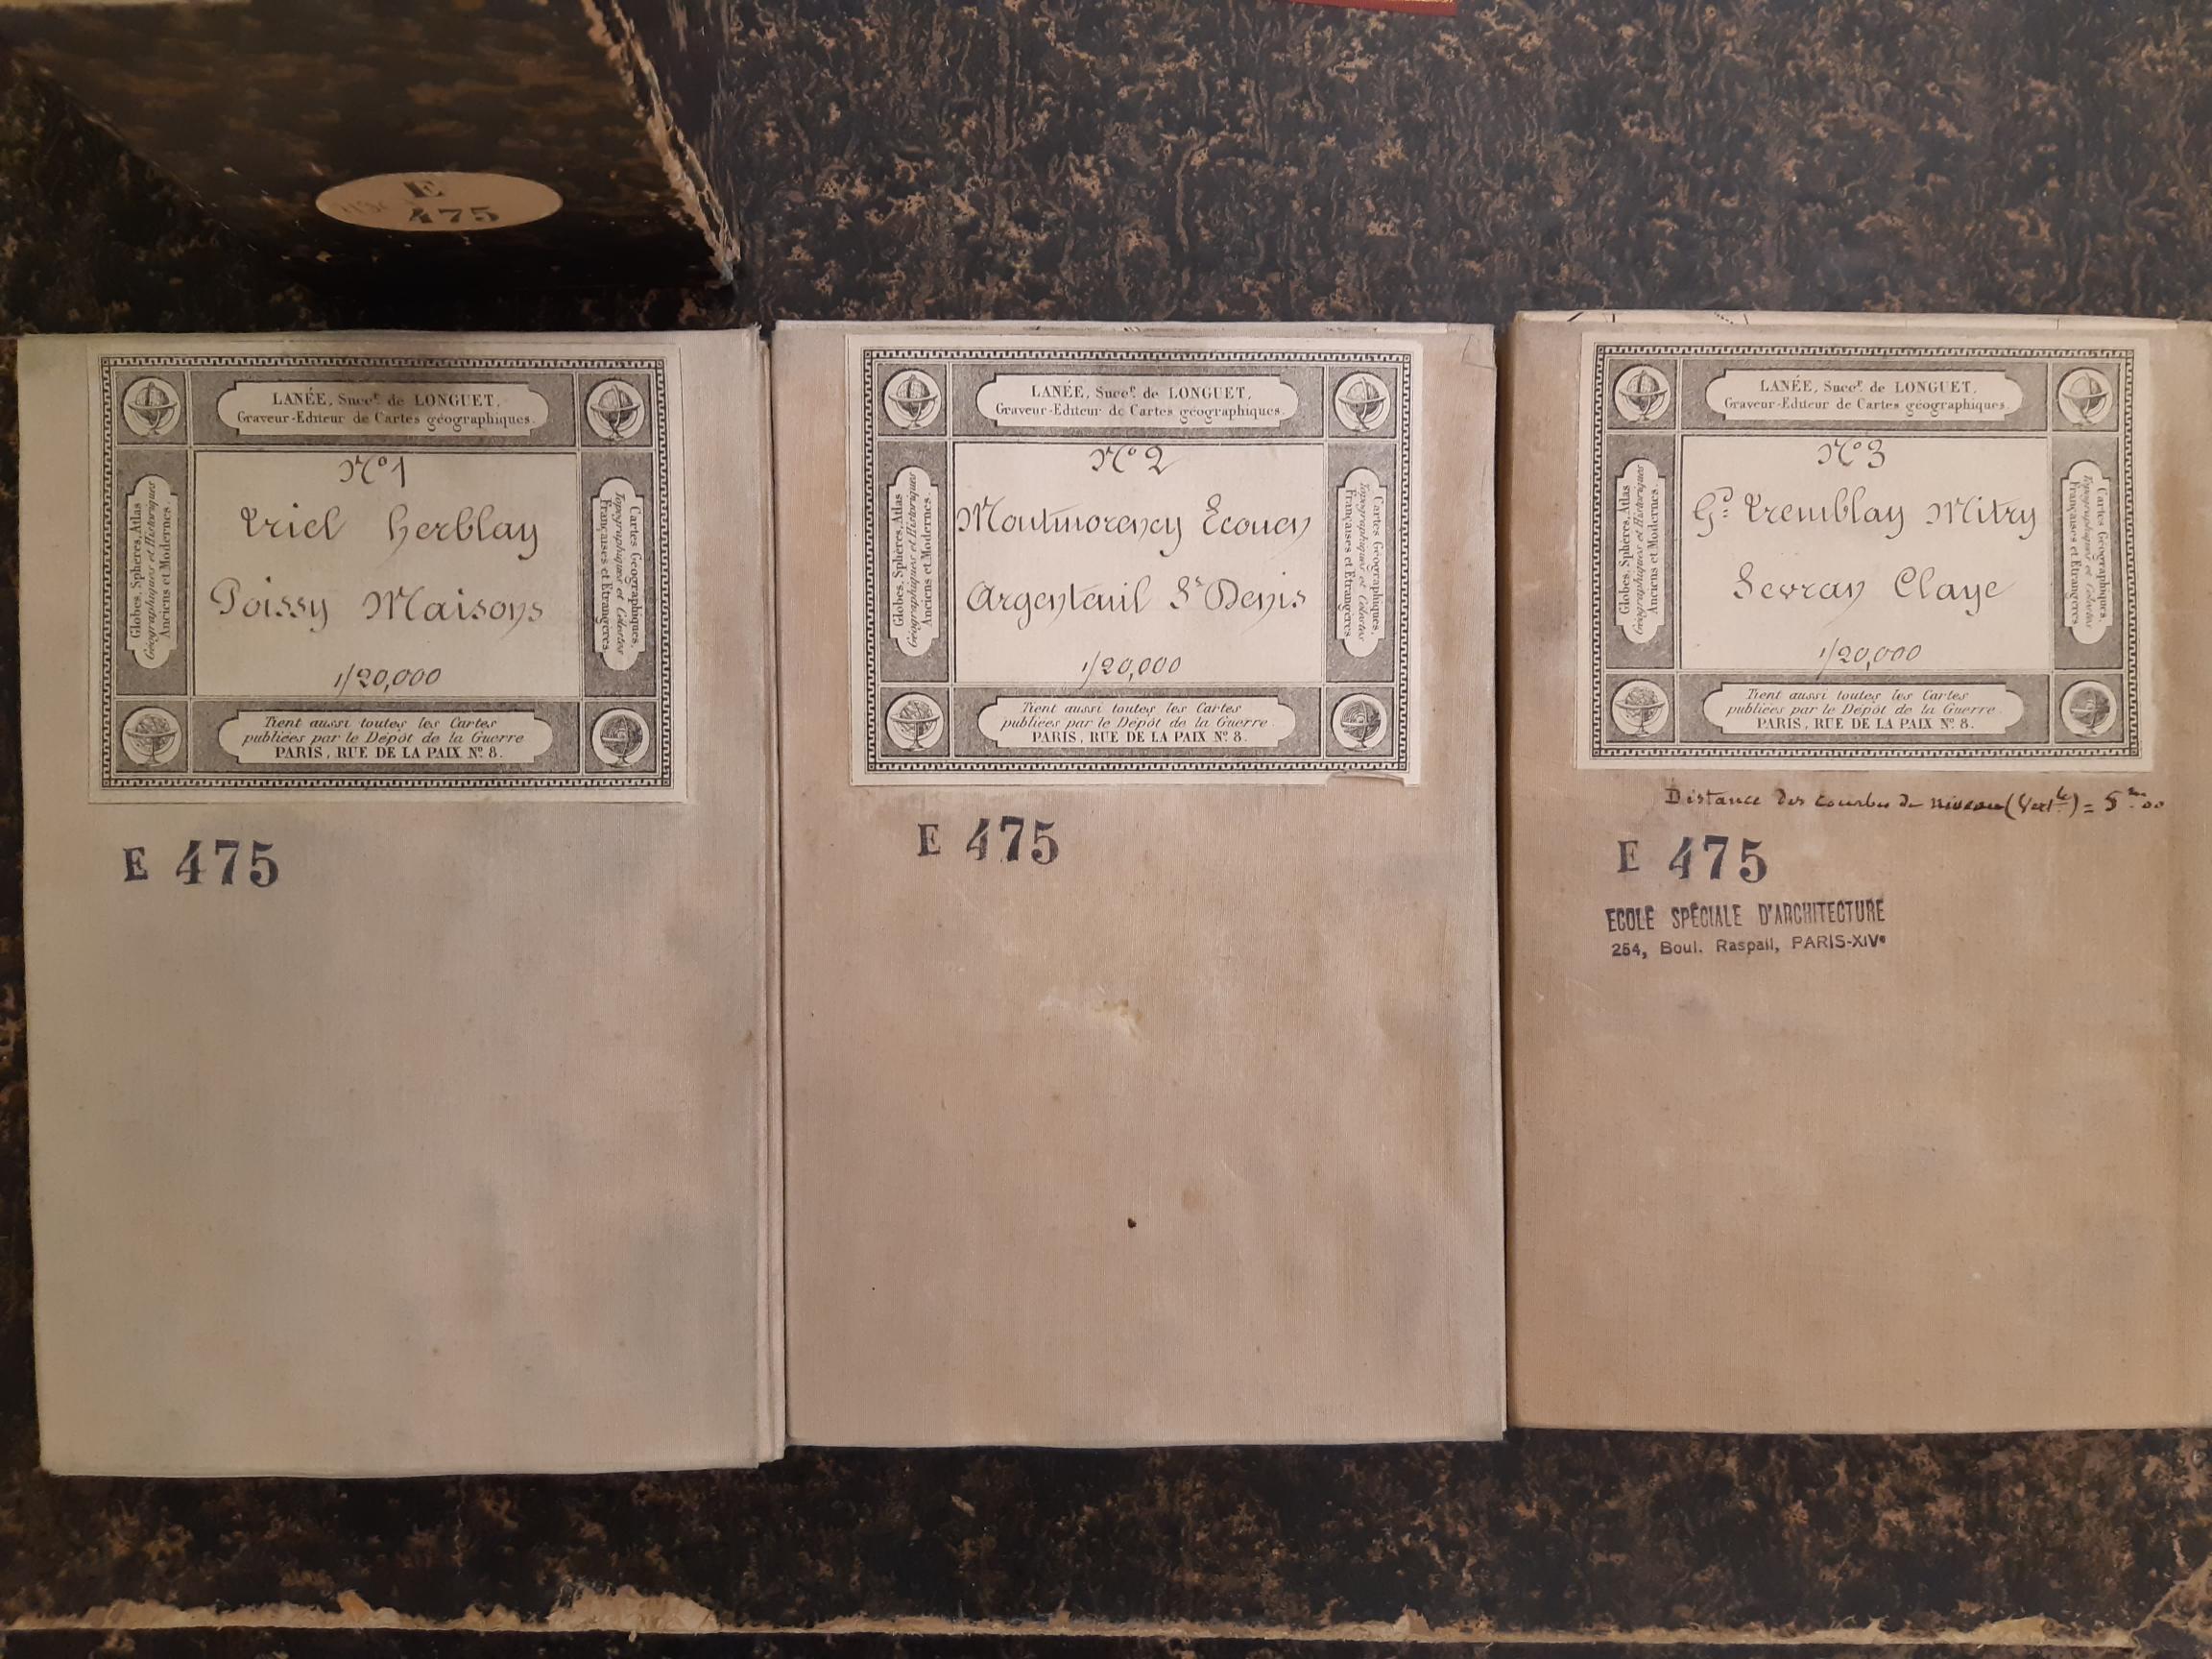 E
475
LANÉE, Succr. de LONGUET,
Graveur-Editeur de Cartes géographiques.
Globes, Sphères, Atlas
Géographiques et Historiques
Anciens et Modernes.
No 1
Triel Herblay
Poissy Maisons
1/20,000
Cartes Géographiques,
Topographiques et Célestes
Françaises et Etrangères.
Tient aussi toutes les Cartes
publiées par le Dépôt de la Guerre
PARIS, RUE DE LA PAIX No. 8.
E 475
LANÉE, Succr. de LONGUET,
Graveur-Editeur de Cartes géographiques.
Globes, Sphères, Atlas
Géographiques et Historiques
Anciens et Modernes.
No 2
Montmorency Ecouen
Argenteuil St Denis
1/20,000
Cartes Géographiques,
Topographiques et Célestes
Françaises et Etrangères
Tient aussi toutes les Cartes
publiées par le Dépôt de la Guerre
PARIS, RUE DE LA PAIX No. 8.
E 475
LANÉE, Succr. de LONGUET,
Graveur-Editeur de Cartes géographiques.
Globes, Sphères, Atlas
Géographiques et Historiques
Anciens et Modernes.
No 3
Gd Tremblay Mitry
Sevran Claye
1/20,000
Cartes Géographiques,
Topographiques et Célestes
Françaises et Etrangères
Tient aussi toutes les Cartes
publiées par le Dépôt de la Guerre
PARIS, RUE DE LA PAIX No. 8.
Distance des courbes de niveau (Vertle) = 5m00
E 475
ECOLE SPÉCIALE D'ARCHITECTURE
254, Boul. Raspail, PARIS-XIVe